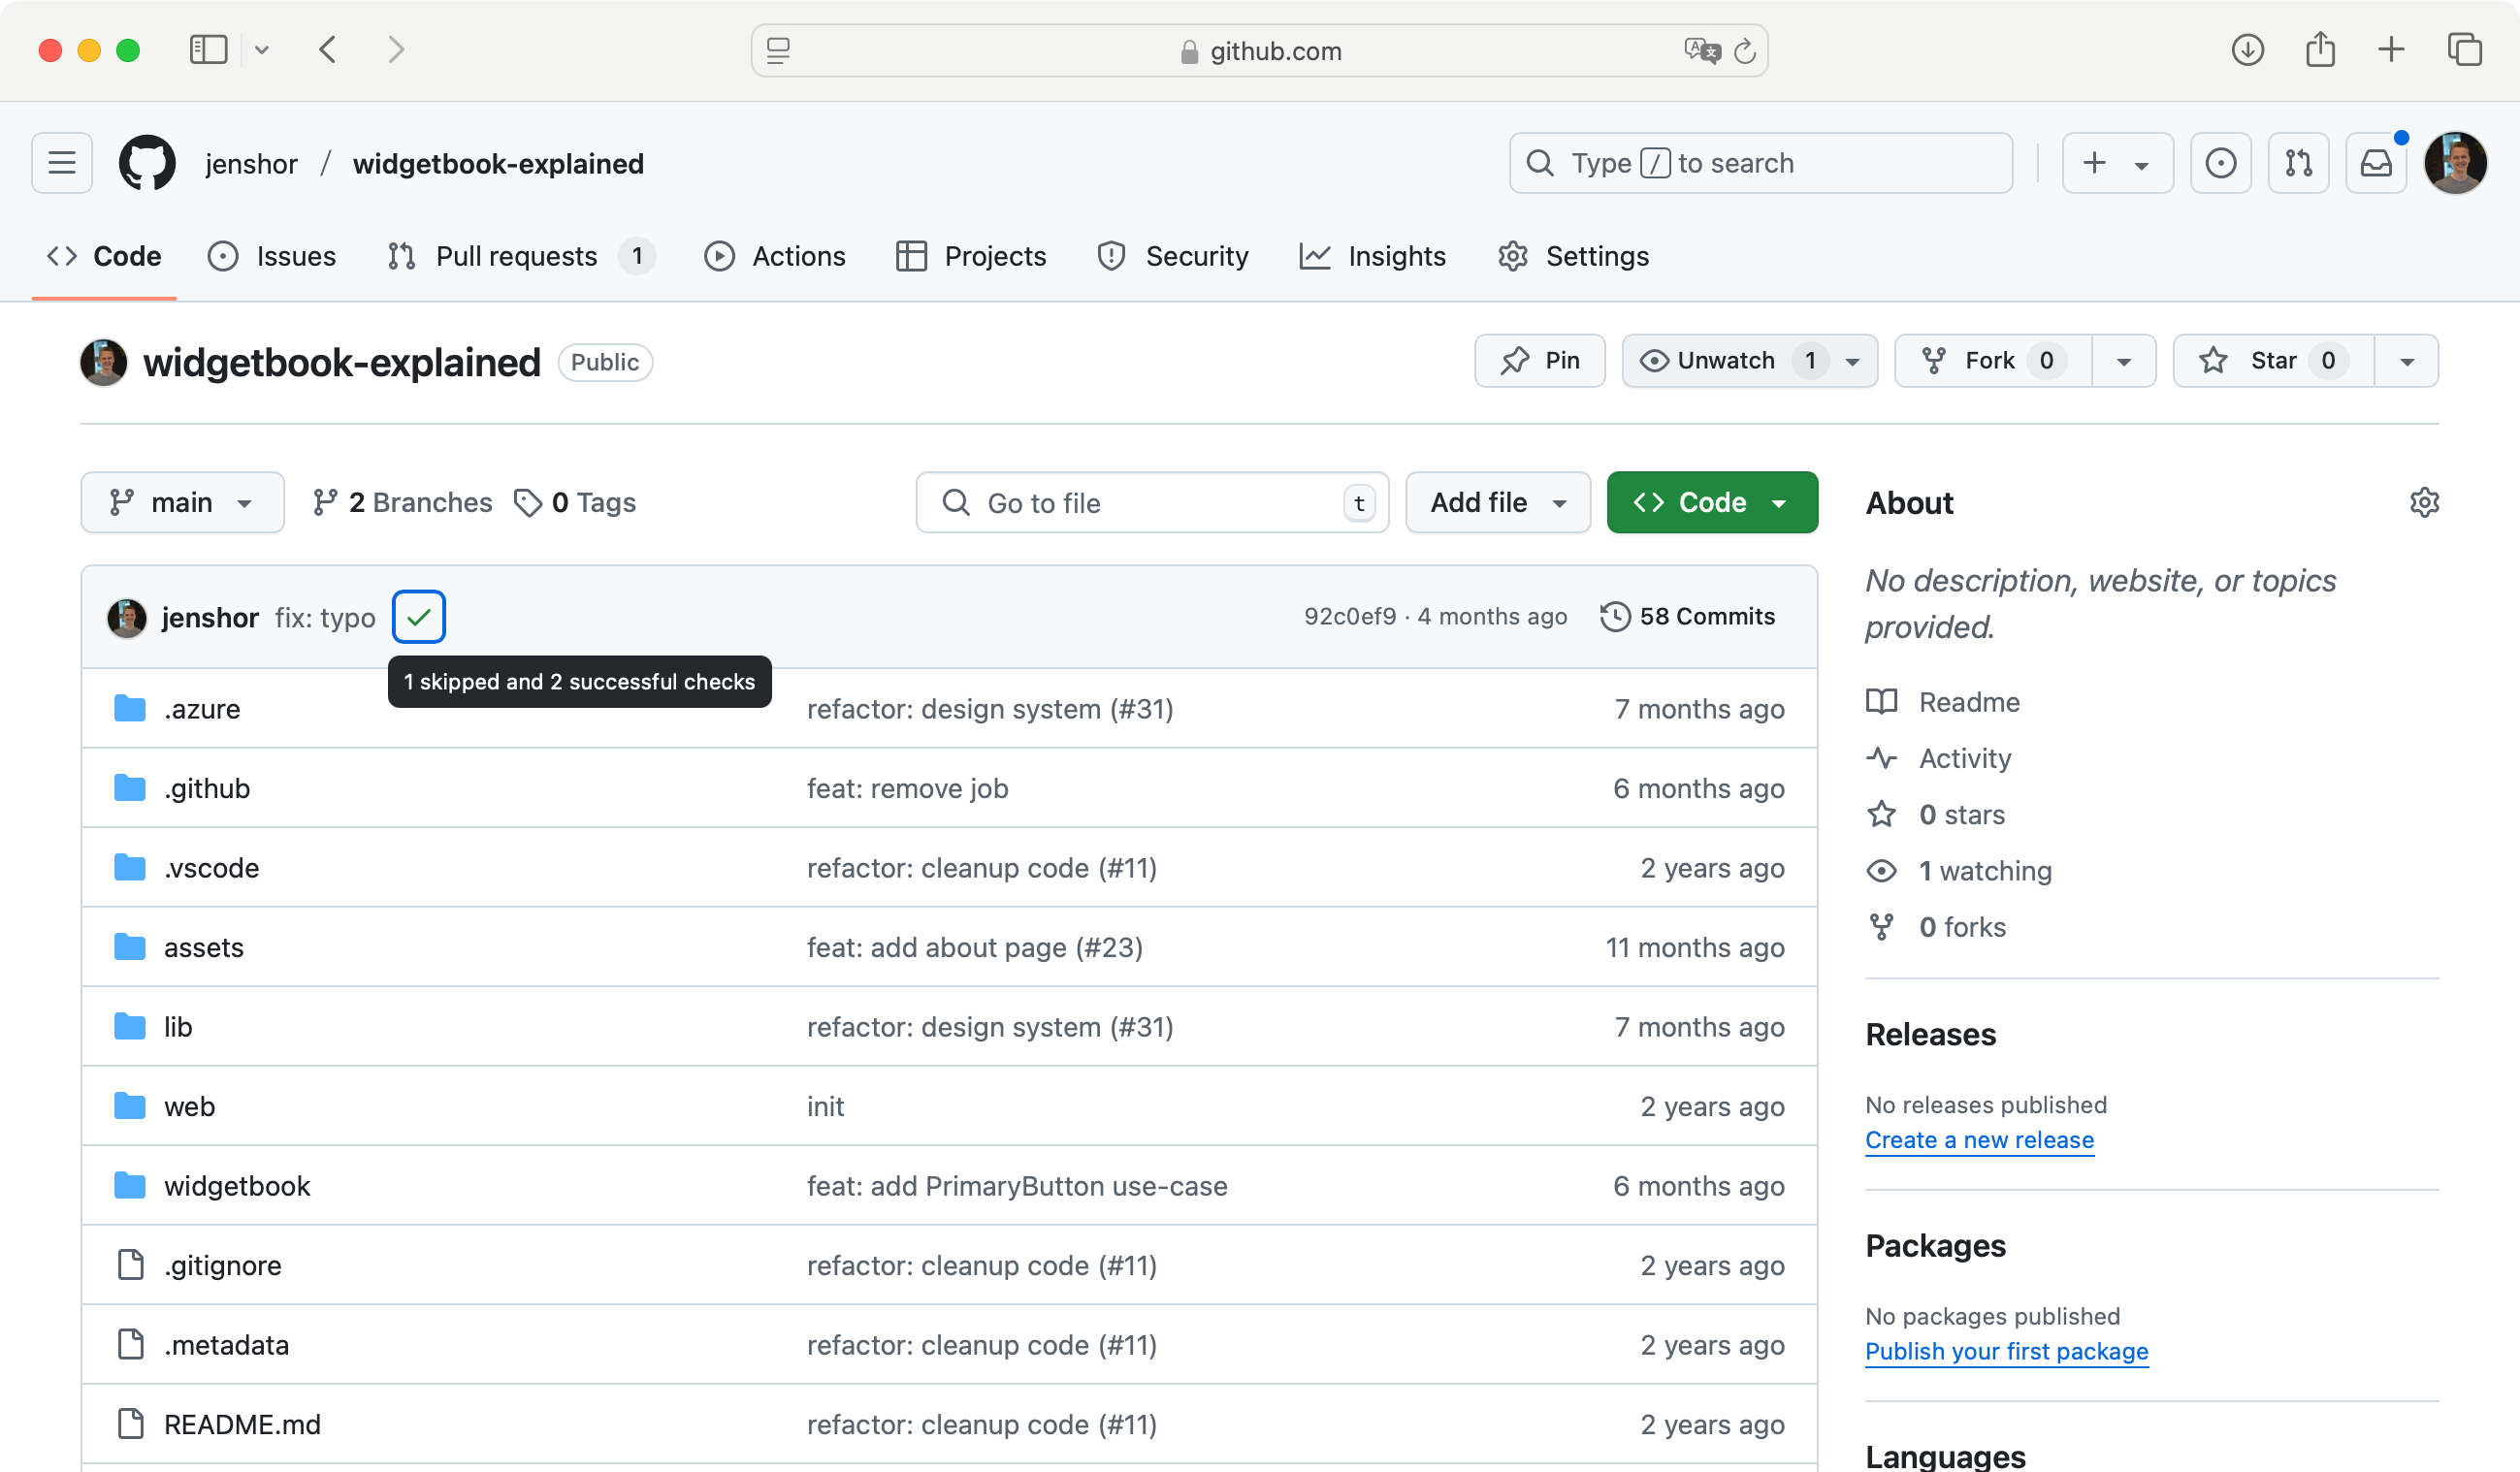 github.com
jenshor / widgetbook-explained
Type / to search
Code Issues Pull requests 1 Actions Projects Security Insights Settings
widgetbook-explained Public
Pin Unwatch 1 Fork 0 Star 0
main 2 Branches 0 Tags Go to file t Add file Code
jenshor fix: typo 92c0ef9 · 4 months ago 58 Commits
1 skipped and 2 successful checks
.azure refactor: design system (#31) 7 months ago
.github feat: remove job 6 months ago
.vscode refactor: cleanup code (#11) 2 years ago
assets feat: add about page (#23) 11 months ago
lib refactor: design system (#31) 7 months ago
web init 2 years ago
widgetbook feat: add PrimaryButton use-case 6 months ago
.gitignore refactor: cleanup code (#11) 2 years ago
.metadata refactor: cleanup code (#11) 2 years ago
README.md refactor: cleanup code (#11) 2 years ago
About
No description, website, or topics
provided.
Readme
Activity
0 stars
1 watching
0 forks
Releases
No releases published
Create a new release
Packages
No packages published
Publish your first package
Languages